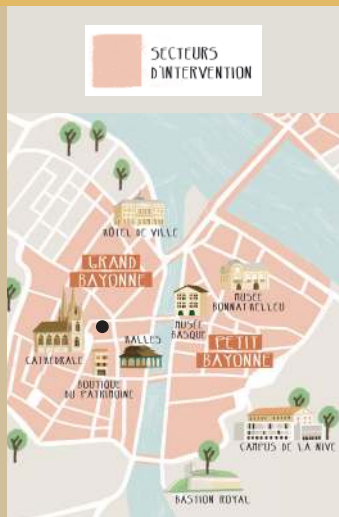 SECTEURS
D'INTERVENTION
HÔTEL DE VILLE
GRAND
BAYONNE
MUSÉE
BONNAT-HELLEU
MUSÉE
BASQUE
PETIT
BAYONNE
HALLES
CATHÉDRALE
BOUTIQUE
DU PATRIMOINE
CAMPUS DE LA NIVE
BASTION ROYAL